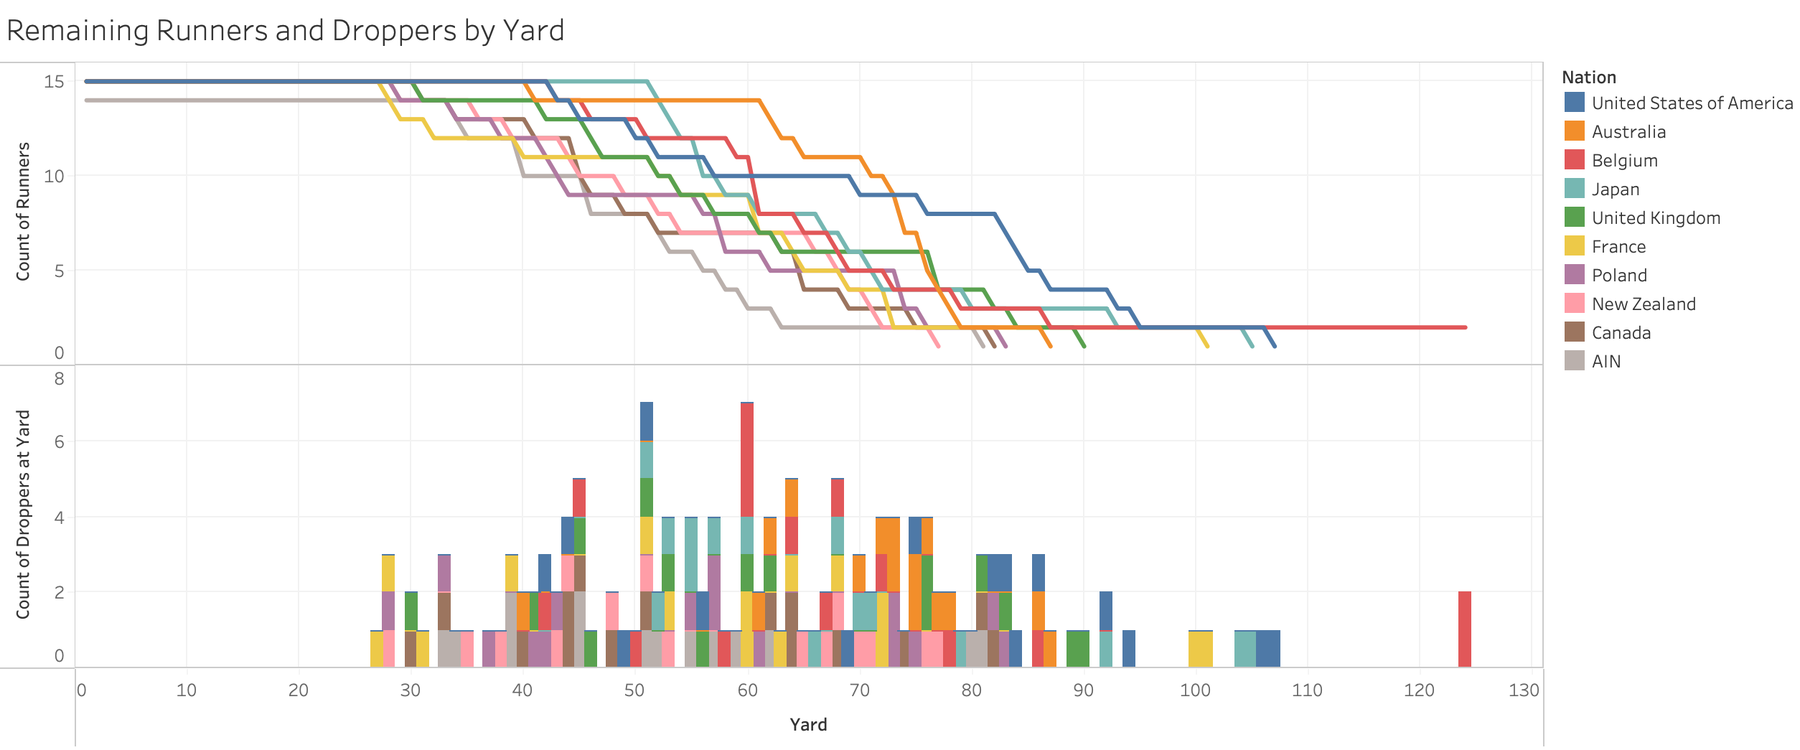 Remaining Runners and Droppers by Yard
Nation
United States of America
Australia
Belgium
Japan
United Kingdom
France
Poland
New Zealand
Canada
AIN
Count of Runners
15
10
5
0
Count of Droppers at Yard
8
6
4
2
0
0 10 20 30 40 50 60 70 80 90 100 110 120 130
Yard